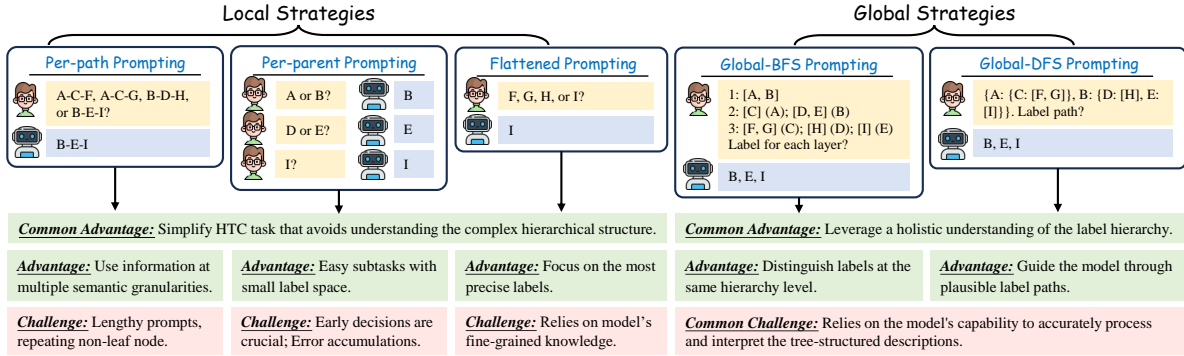 Local Strategies
Global Strategies
Per-path Prompting
A-C-F, A-C-G, B-D-H,
or B-E-I?
B-E-I
Per-parent Prompting
A or B?
B
D or E?
E
I?
I
Flattened Prompting
F, G, H, or I?
I
Global-BFS Prompting
1: [A, B]
2: [C] (A); [D, E] (B)
3: [F, G] (C); [H] (D); [I] (E)
Label for each layer?
B, E, I
Global-DFS Prompting
{A: {C: [F, G]}, B: {D: [H], E:
[I]}}. Label path?
B, E, I
Common Advantage: Simplify HTC task that avoids understanding the complex hierarchical structure.
Common Advantage: Leverage a holistic understanding of the label hierarchy.
Advantage: Use information at
multiple semantic granularities.
Advantage: Easy subtasks with
small label space.
Advantage: Focus on the most
precise labels.
Advantage: Distinguish labels at the
same hierarchy level.
Advantage: Guide the model through
plausible label paths.
Challenge: Lengthy prompts,
repeating non-leaf node.
Challenge: Early decisions are
crucial; Error accumulations.
Challenge: Relies on model's
fine-grained knowledge.
Common Challenge: Relies on the model's capability to accurately process
and interpret the tree-structured descriptions.